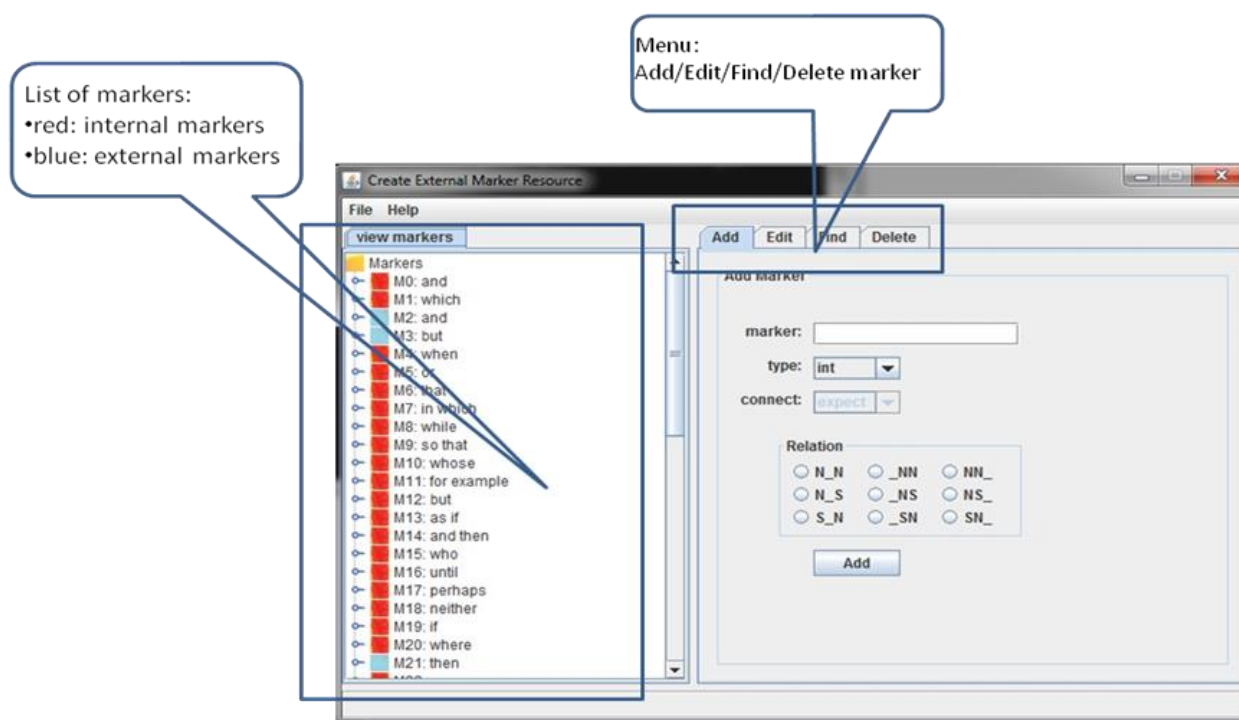 Menu:
Add/Edit/Find/Delete marker
List of markers:
•red: internal markers
•blue: external markers
Create External Marker Resource
File Help
view markers
Markers
M0: and
M1: which
M2: and
M3: but
M4: when
M5: or
M6: that
M7: in which
M8: while
M9: so that
M10: whose
M11: for example
M12: but
M13: as if
M14: and then
M15: who
M16: until
M17: perhaps
M18: neither
M19: if
M20: where
M21: then
Add Edit Find Delete
Add Marker
marker:
type: int
connect: expect
Relation
N_N _NN NN_
N_S _NS NS_
S_N _SN SN_
Add